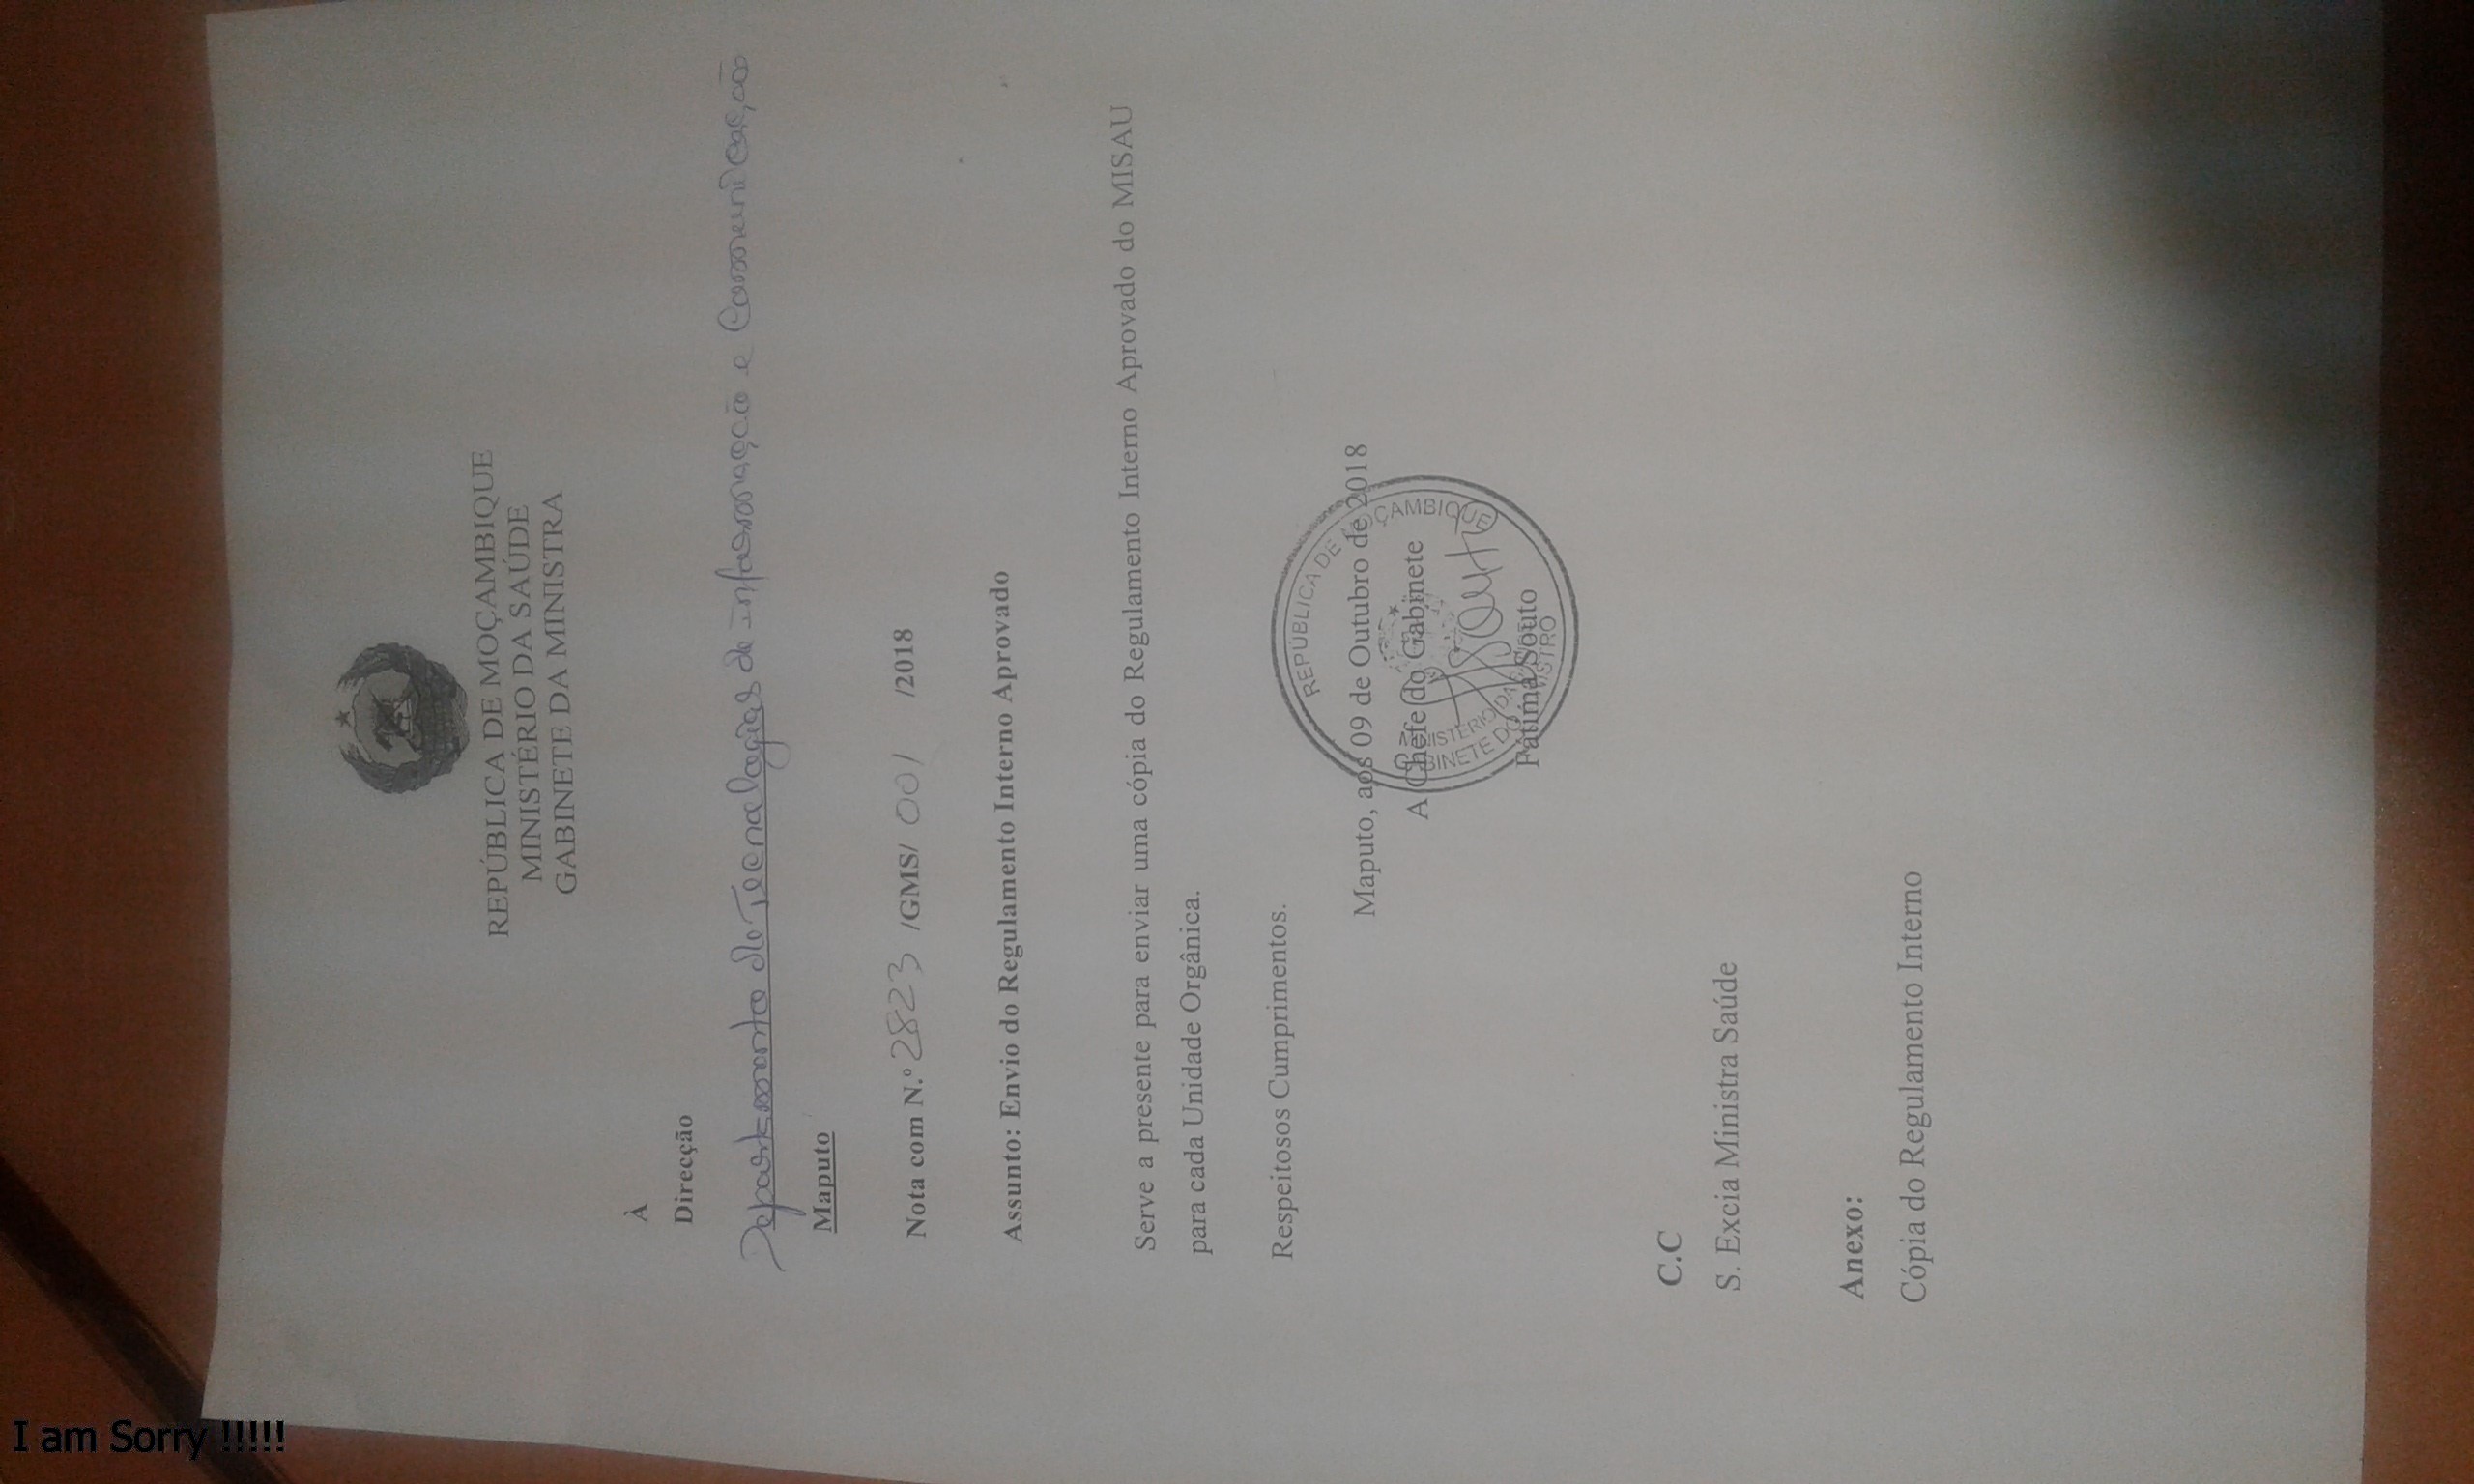 REPÚBLICA DE MOÇAMBIQUE
MINISTÉRIO DA SAÚDE
GABINETE DA MINISTRA
À
Direcção
Departamento de Tecnologias de Informação e Comunicação
Maputo
Nota com N.º 2823 /GMS/ 001 /2018
Assunto: Envio do Regulamento Interno Aprovado
Serve a presente para enviar uma cópia do Regulamento Interno Aprovado do MISAU
para cada Unidade Orgânica.
Respeitosos Cumprimentos.
Maputo, aos 09 de Outubro de 2018
A Chefe do Gabinete
REPÚBLICA DE MOÇAMBIQUE
MINISTÉRIO DA
GABINETE DO MINISTRO
Souto
Fátima Souto
C.C
S. Excia Ministra Saúde
Anexo:
Cópia do Regulamento Interno
I am Sorry !!!!!